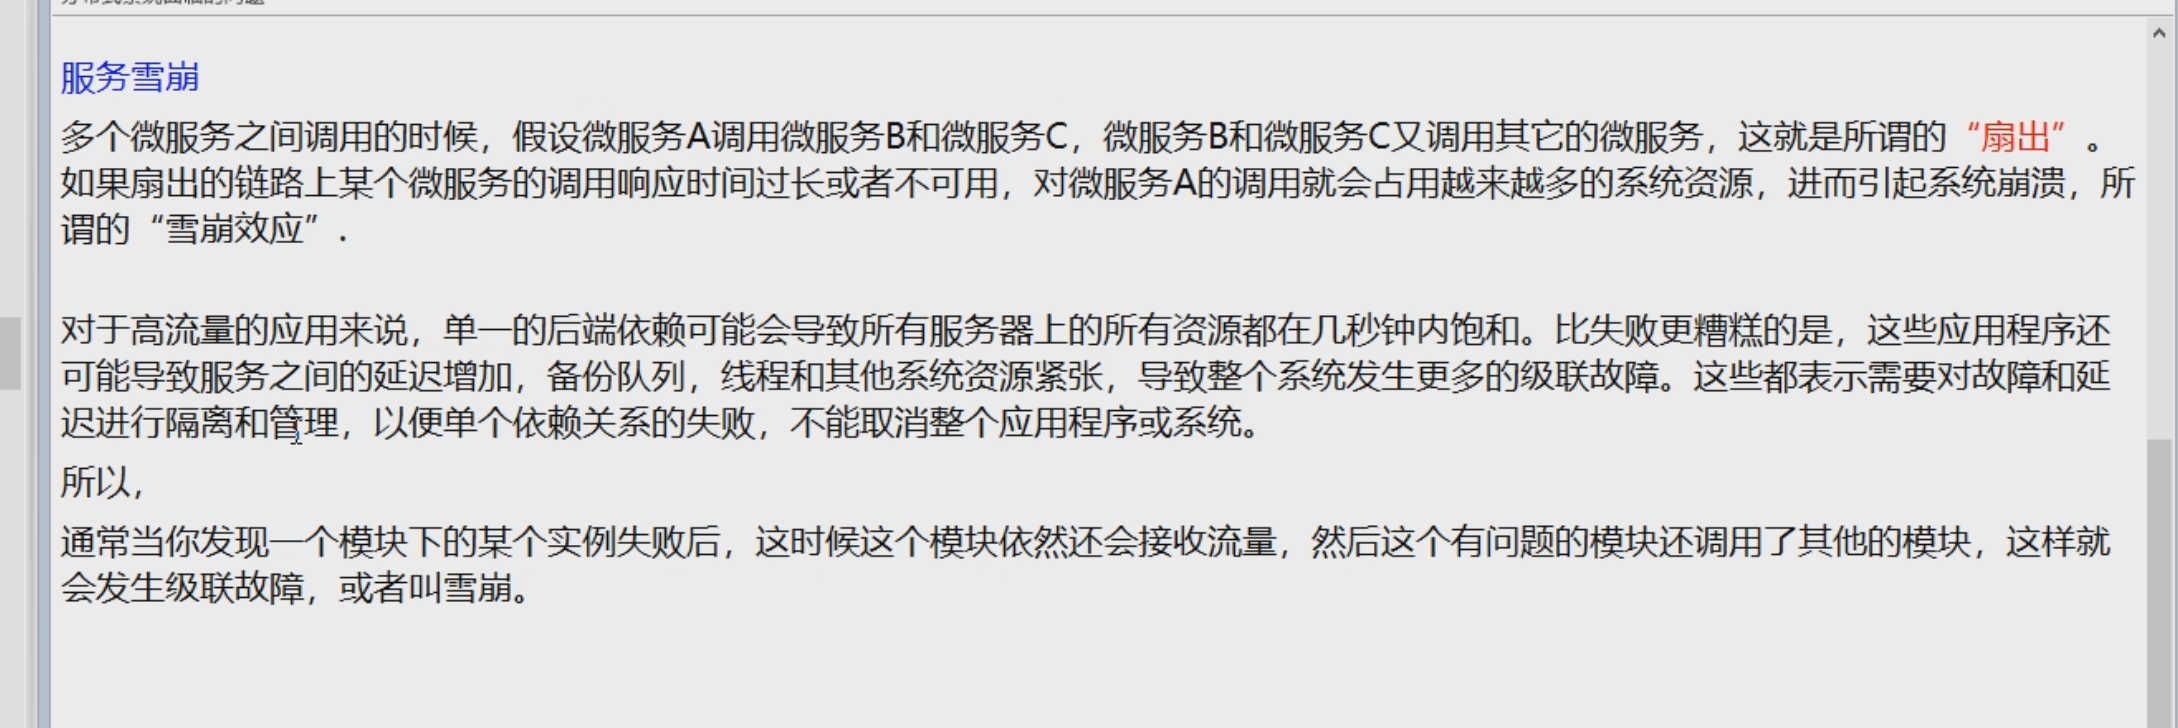 服务雪崩
多个微服务之间调用的时候，假设微服务A调用微服务B和微服务C，微服务B和微服务C又调用其它的微服务，这就是所谓的“扇出”。
如果扇出的链路上某个微服务的调用响应时间过长或者不可用，对微服务A的调用就会占用越来越多的系统资源，进而引起系统崩溃，所
谓的“雪崩效应”.
对于高流量的应用来说，单一的后端依赖可能会导致所有服务器上的所有资源都在几秒钟内饱和。比失败更糟糕的是，这些应用程序还
可能导致服务之间的延迟增加，备份队列，线程和其他系统资源紧张，导致整个系统发生更多的级联故障。这些都表示需要对故障和延
迟进行隔离和管理，以便单个依赖关系的失败，不能取消整个应用程序或系统。
所以，
通常当你发现一个模块下的某个实例失败后，这时候这个模块依然还会接收流量，然后这个有问题的模块还调用了其他的模块，这样就
会发生级联故障，或者叫雪崩。